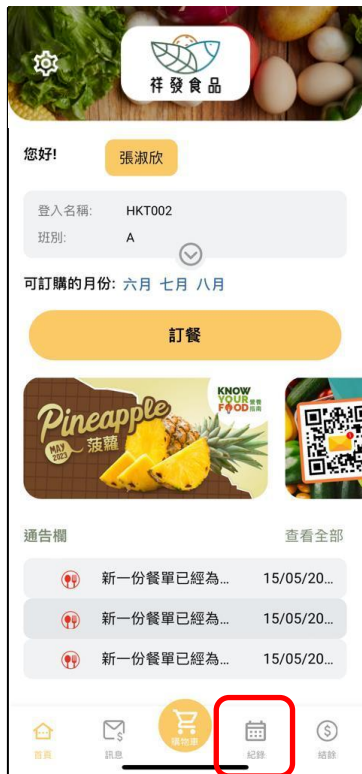 祥發食品
您好! 張淑欣
登入名稱: HKT002
班別: A
可訂購的月份: 六月 七月 八月
訂餐
Pineapple
MAY 2023
菠蘿
KNOW
YOUR 營養
FOOD 指南
通告欄 查看全部
新一份餐單已經為... 15/05/20...
新一份餐單已經為... 15/05/20...
新一份餐單已經為... 15/05/20...
首頁 訊息 購物車 紀錄 結餘